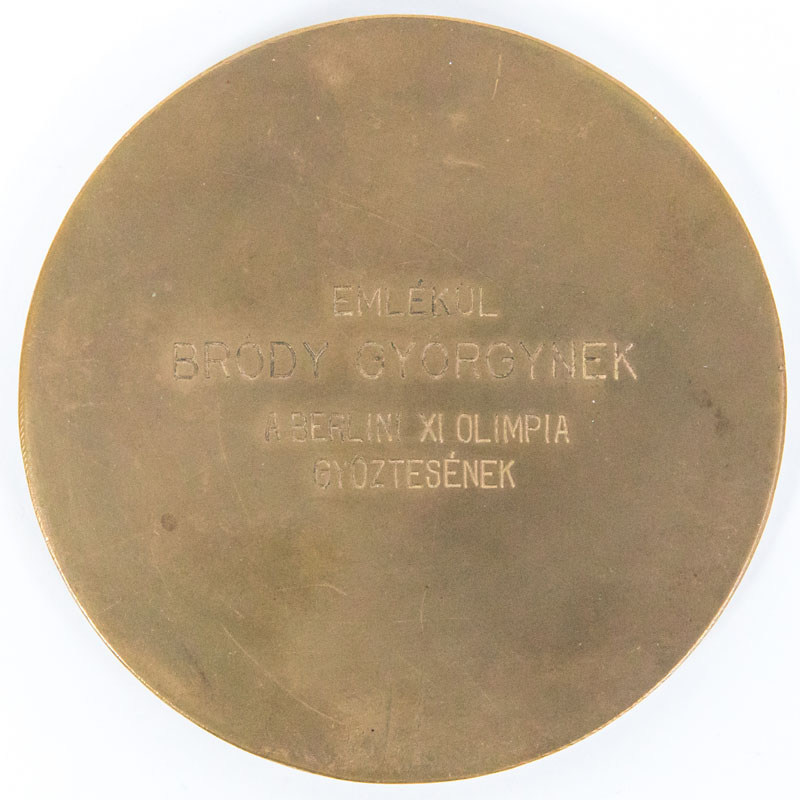 EMLÉKÜL
BRÓDY GYÖRGYNEK
A BERLINI XI OLIMPIA
GYŐZTESÉNEK